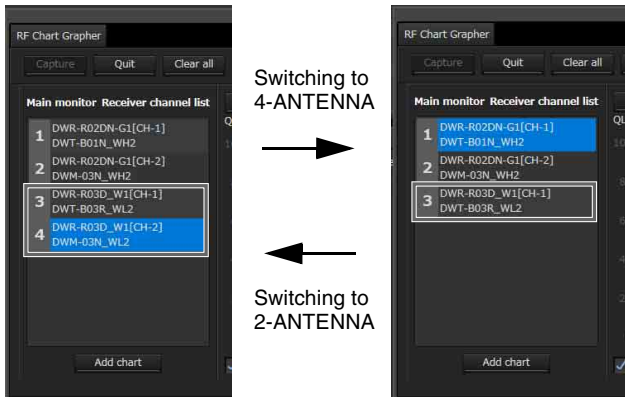 RF Chart Grapher
Capture Quit Clear all
Main monitor Receiver channel list
1 DWR-R02DN-G1[CH-1]
DWT-B01N_WH2
2 DWR-R02DN-G1[CH-2]
DWM-03N_WH2
3 DWR-R03D_W1[CH-1]
DWT-B03R_WL2
4 DWR-R03D_W1[CH-2]
DWM-03N_WL2
Add chart
Switching to
4-ANTENNA
Switching to
2-ANTENNA
RF Chart Grapher
Capture Quit Clear all
Main monitor Receiver channel list
1 DWR-R02DN-G1[CH-1]
DWT-B01N_WH2
2 DWR-R02DN-G1[CH-2]
DWM-03N_WH2
3 DWR-R03D_W1[CH-1]
DWT-B03R_WL2
Add chart